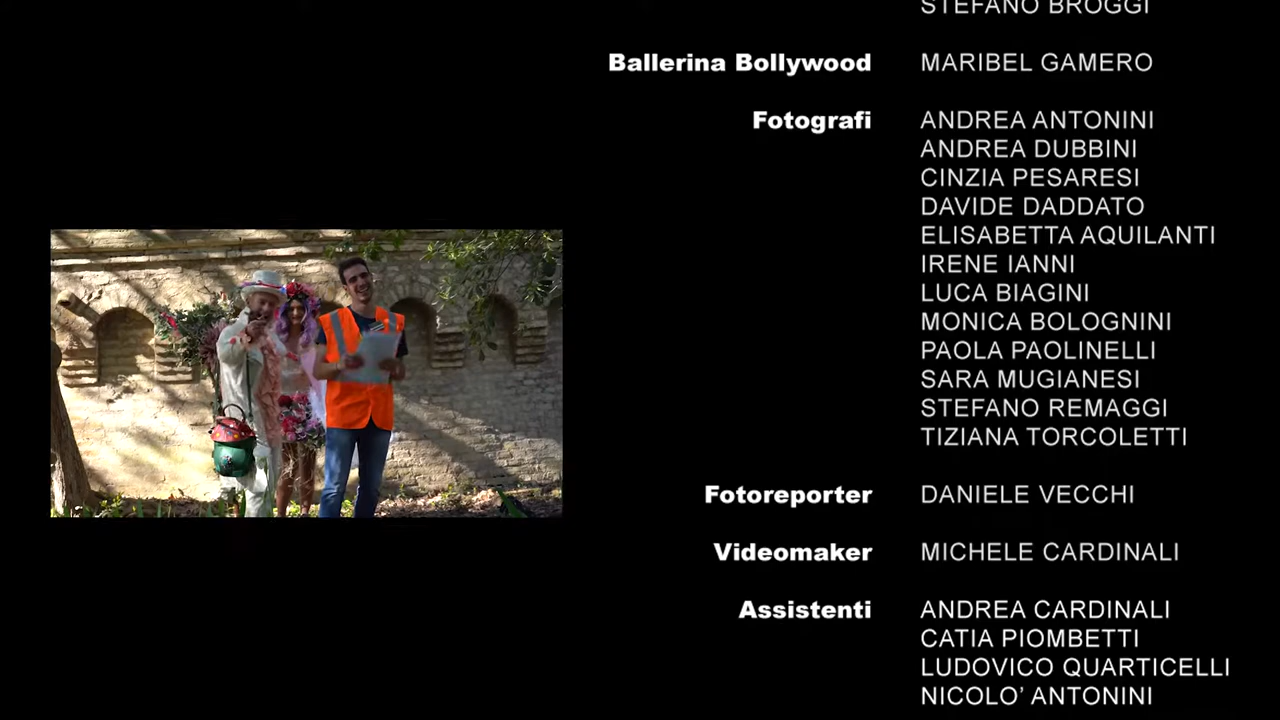 STEFANO BROGGI
Ballerina Bollywood MARIBEL GAMERO
Fotografi ANDREA ANTONINI
ANDREA DUBBINI
CINZIA PESARESI
DAVIDE DADDATO
ELISABETTA AQUILANTI
IRENE IANNI
LUCA BIAGINI
MONICA BOLOGNINI
PAOLA PAOLINELLI
SARA MUGIANESI
STEFANO REMAGGI
TIZIANA TORCOLETTI
Fotoreporter DANIELE VECCHI
Videomaker MICHELE CARDINALI
Assistenti ANDREA CARDINALI
CATIA PIOMBETTI
LUDOVICO QUARTICELLI
NICOLO’ ANTONINI